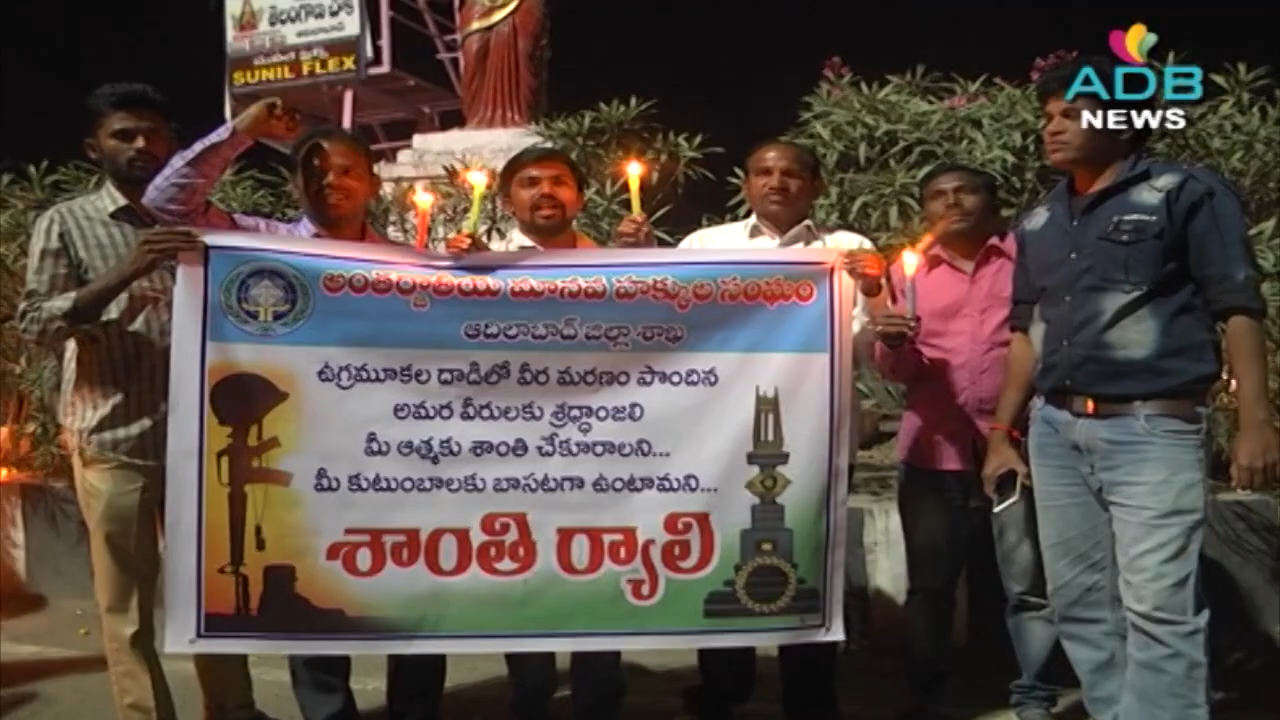 తెలంగాణ చౌక్
SUNIL FLEX
ADB
NEWS
అంతర్జాతీయ మానవ హక్కుల సంఘం
ఆదిలాబాద్ జిల్లా శాఖ
ఉగ్రమూకల దాడిలో వీర మరణం పొందిన
అమర వీరులకు శ్రద్ధాంజలి
మీ ఆత్మకు శాంతి చేకూరాలని...
మీ కుటుంబాలకు బాసటగా ఉంటామని...
శాంతి ర్యాలి